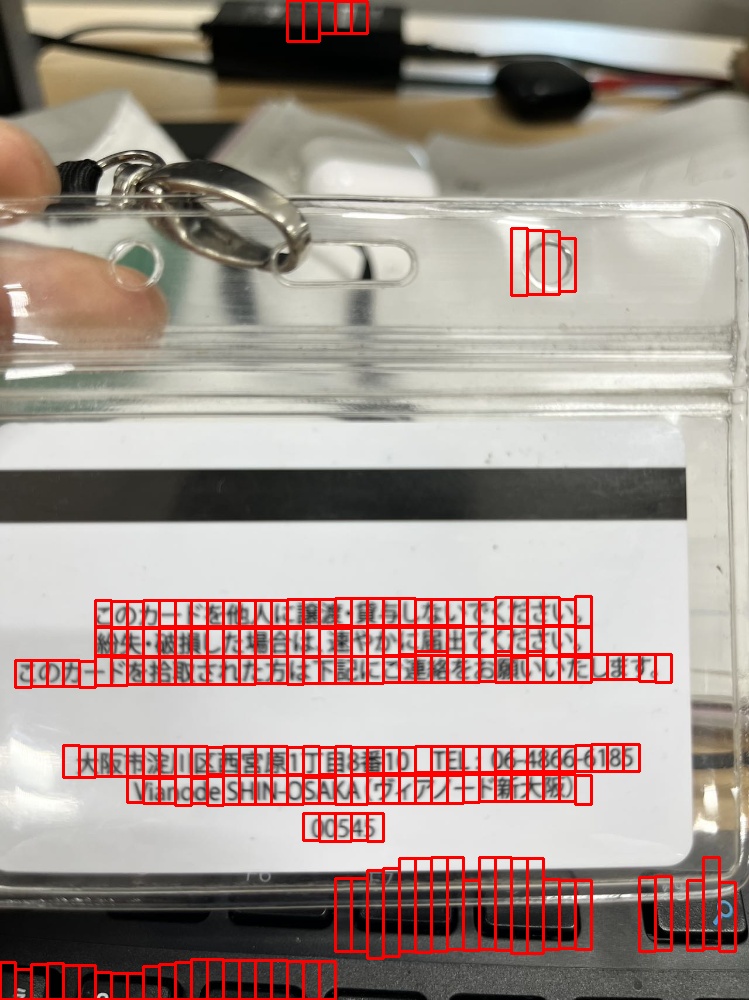 このカードを他人に譲渡・貸与しないでください。
紛失・破損した場合は、速やかに届出てください。
このカードを拾取された方は下記にご連絡をお願いいたします。
大阪市淀川区西宮原1丁目8番10　TEL : 06-4866-6185
Vianode SHIN-OSAKA（ヴィアノード新大阪）
00545